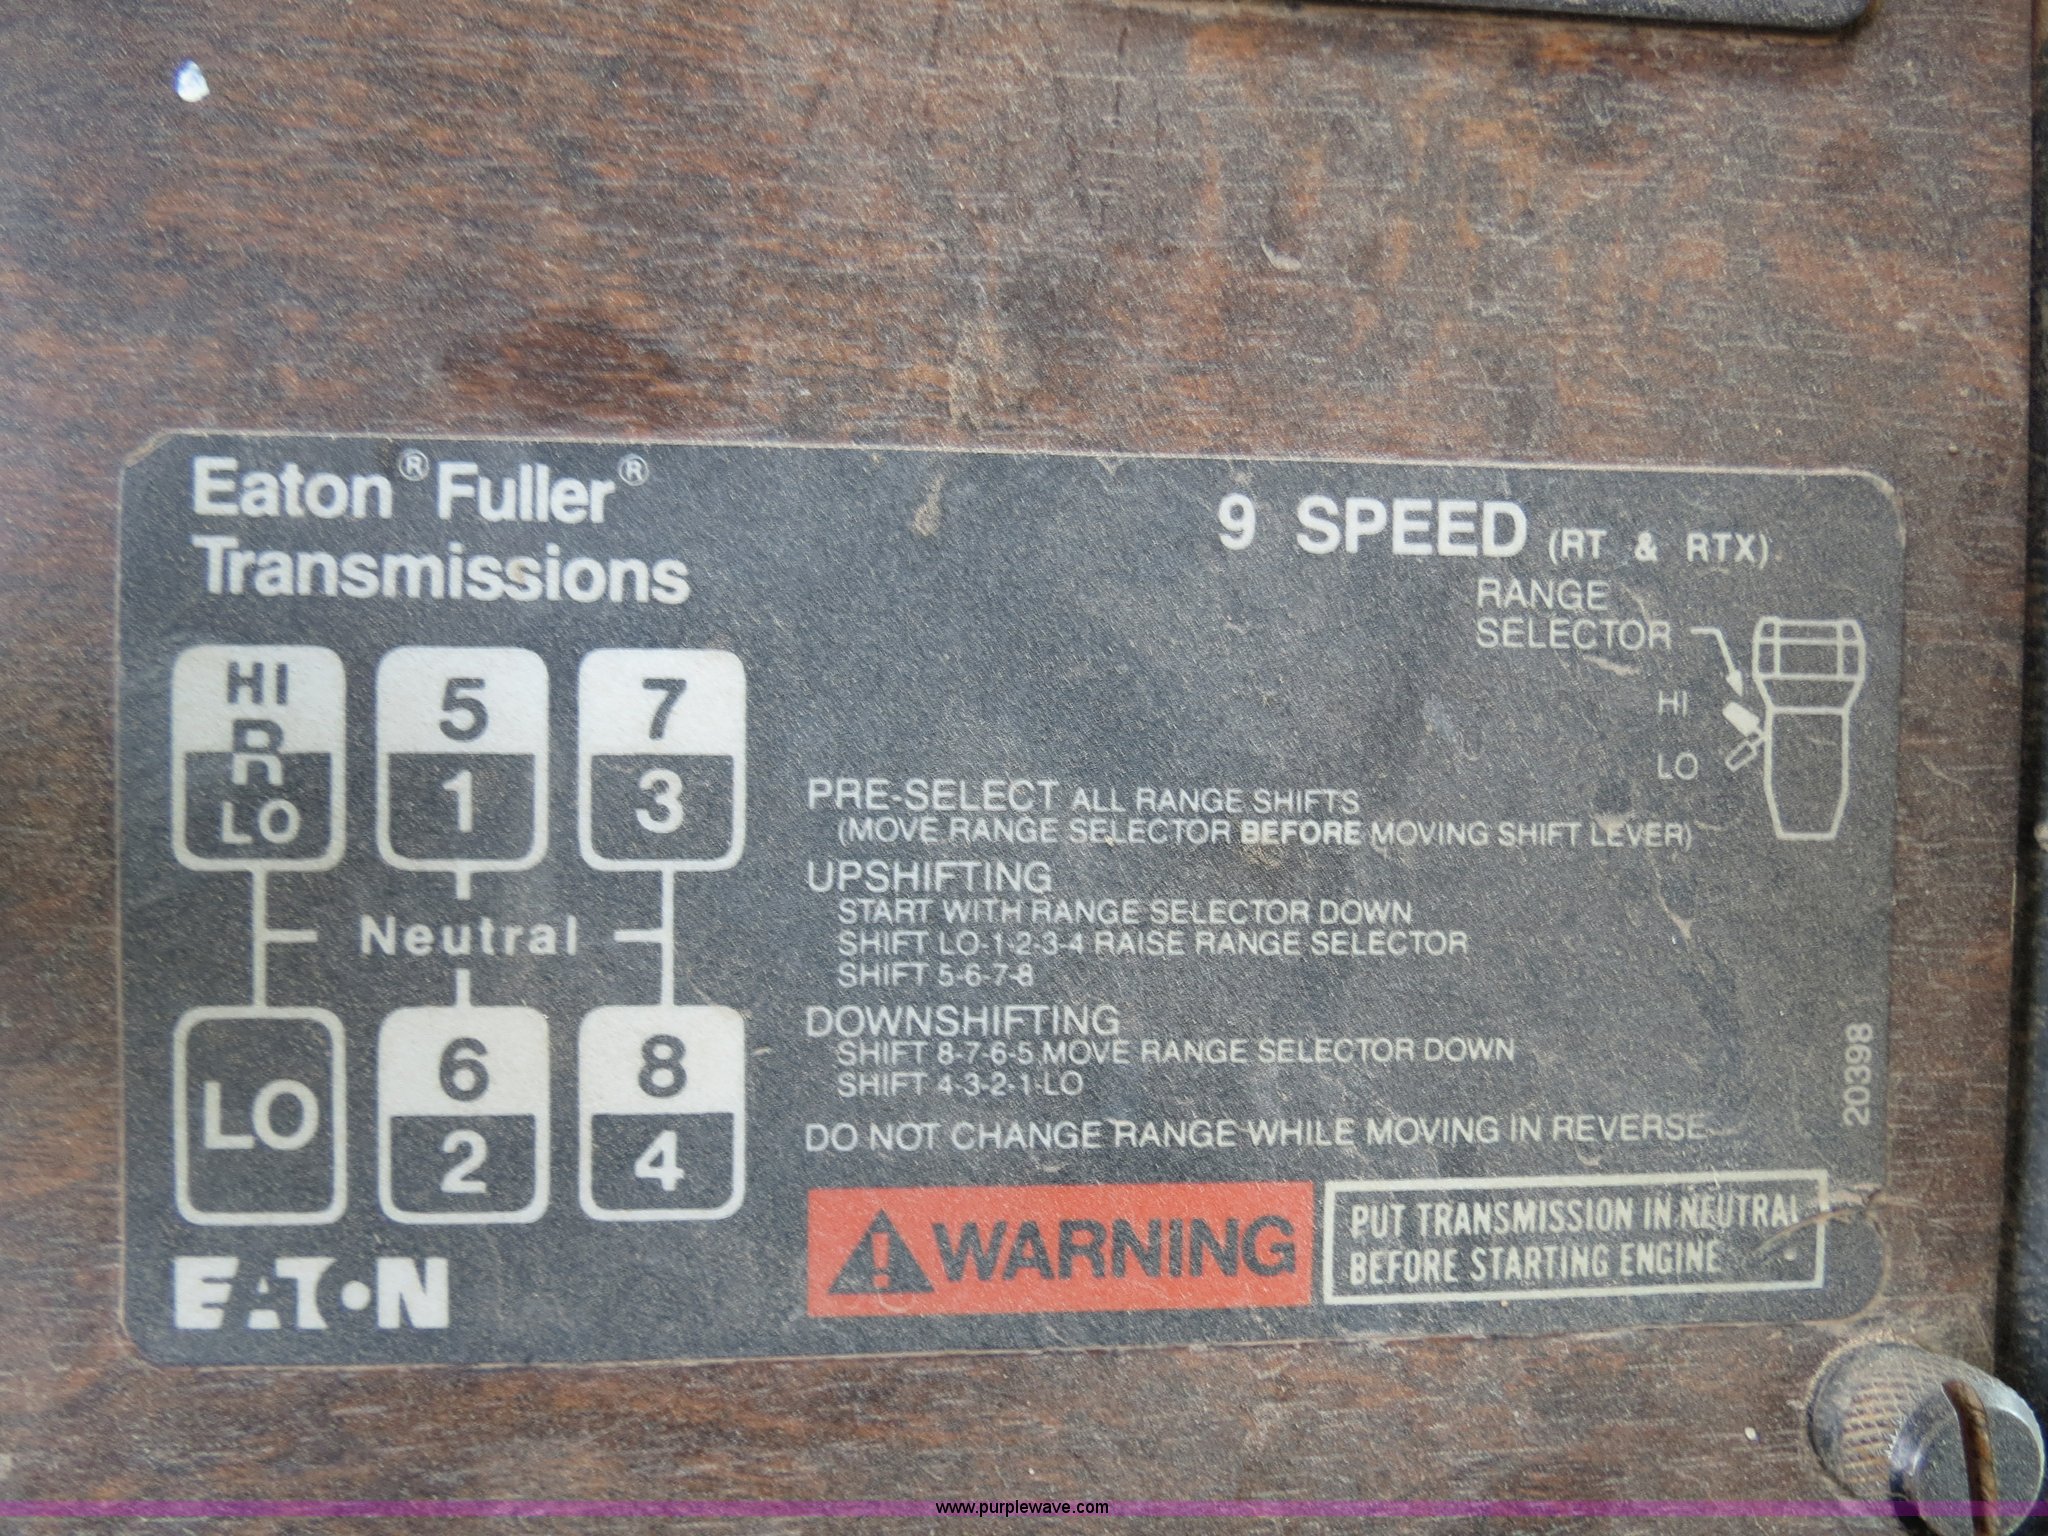 Eaton® Fuller®
Transmissions
9 SPEED (RT & RTX)
RANGE
SELECTOR
HI
LO
HI
R
LO
5
1
7
3
Neutral
LO
6
2
8
4
PRE-SELECT ALL RANGE SHIFTS
(MOVE RANGE SELECTOR BEFORE MOVING SHIFT LEVER)
UPSHIFTING
START WITH RANGE SELECTOR DOWN
SHIFT LO-1-2-3-4 RAISE RANGE SELECTOR
SHIFT 5-6-7-8
DOWNSHIFTING
SHIFT 8-7-6-5 MOVE RANGE SELECTOR DOWN
SHIFT 4-3-2-1-LO
DO NOT CHANGE RANGE WHILE MOVING IN REVERSE
20398
EATON
WARNING
PUT TRANSMISSION IN NEUTRAL
BEFORE STARTING ENGINE
www.purplewave.com